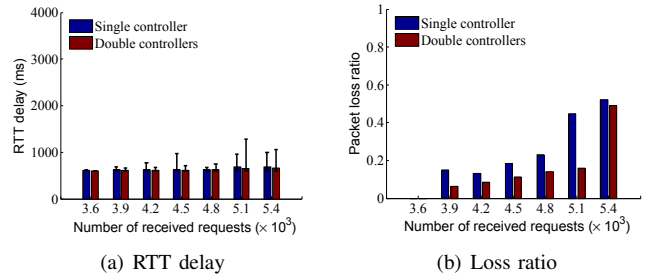 4000
3000
2000
1000
0
RTT delay (ms)
Single controller
Double controllers
3.6 3.9 4.2 4.5 4.8 5.1 5.4
Number of received requests (× 10³)
(a) RTT delay
1
0.8
0.6
0.4
0.2
0
Packet loss ratio
Single controller
Double controllers
3.6 3.9 4.2 4.5 4.8 5.1 5.4
Number of received requests (× 10³)
(b) Loss ratio